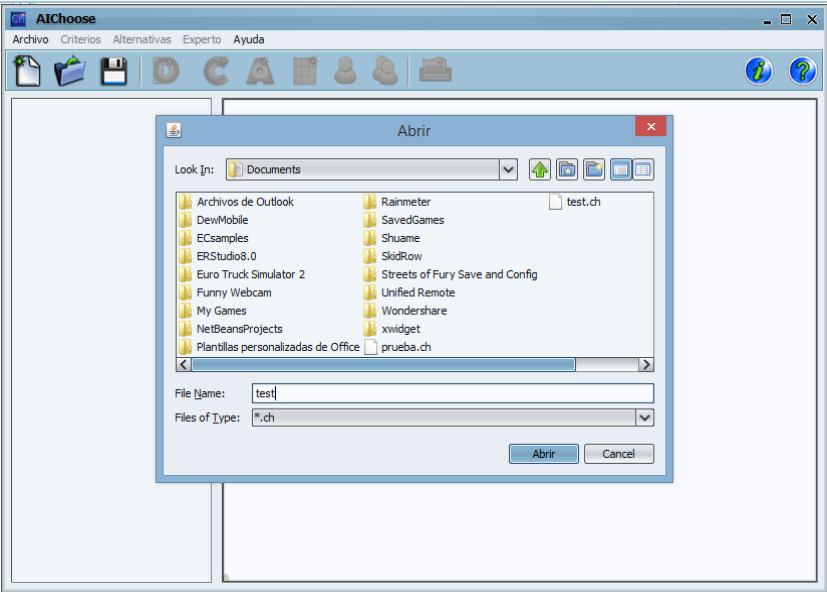 AIChoose
Archivo Criterios Alternativas Experto Ayuda
Abrir
Look In: Documents
Archivos de Outlook
DewMobile
ECsamples
ERStudio8.0
Euro Truck Simulator 2
Funny Webcam
My Games
NetBeansProjects
Plantillas personalizadas de Office
Rainmeter
SavedGames
Shuame
SkidRow
Streets of Fury Save and Config
Unified Remote
Wondershare
xwidget
prueba.ch
test.ch
File Name: test
Files of Type: *.ch
Abrir Cancel